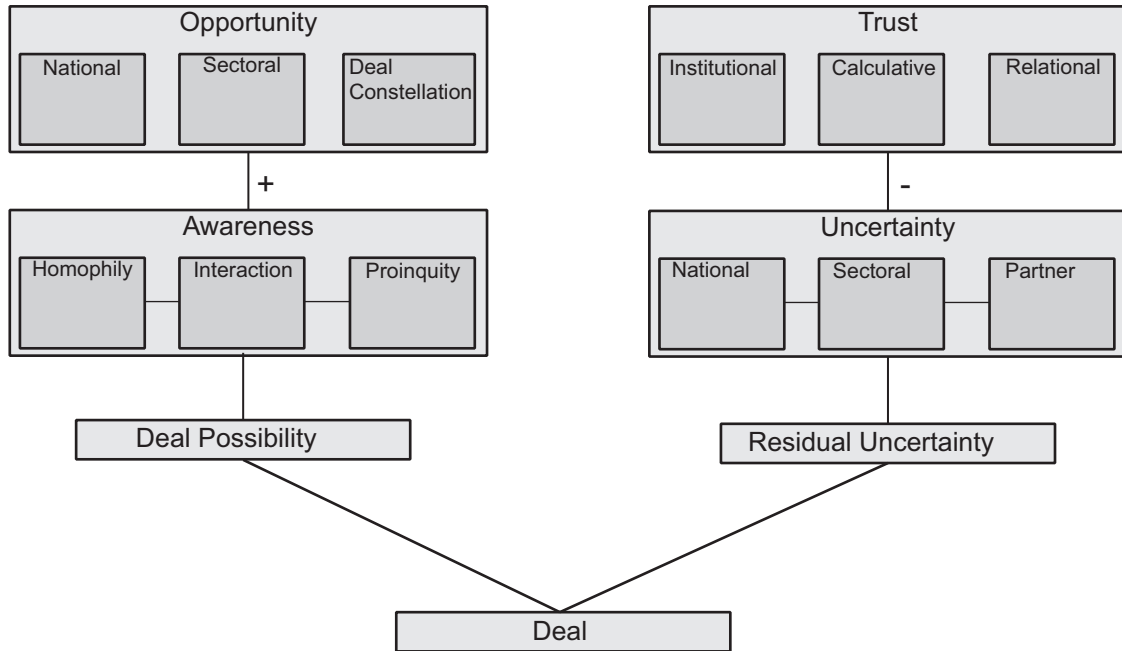 Opportunity
National
Sectoral
Deal
Constellation
+
Awareness
Homophily
Interaction
Proinquity
Deal Possibility
Trust
Institutional
Calculative
Relational
-
Uncertainty
National
Sectoral
Partner
Residual Uncertainty
Deal